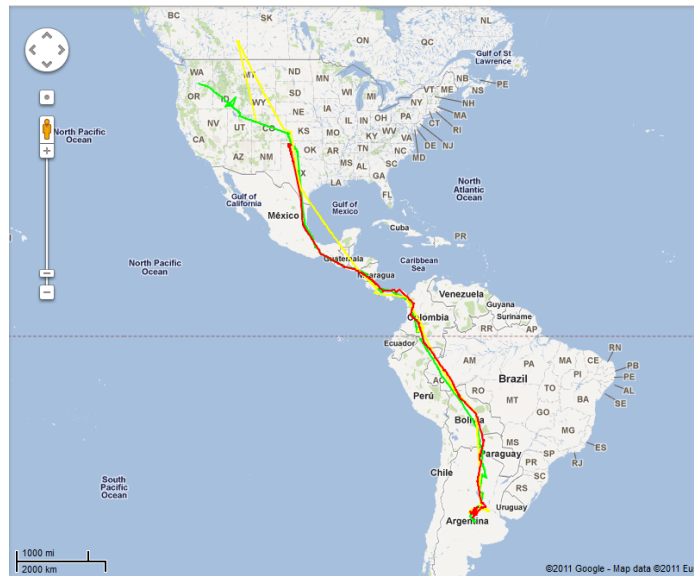 BC
SK
NL
ON
QC
Gulf of St
Lawrence
WA
MT
ND
MN
NB
PE
OR
ID
SD
WI
MI
VT
ME
NS
WY
NY
NH
NE
IA
MA
NV
UT
CO
IL
IN
OH
PA
RI
KS
MO
WV
CT
CA
KY
VA
NJ
North Pacific
Ocean
OK
AR
TN
NC
DE
AZ
NM
MS
AL
SC
MD
GA
LA
FL
Gulf of
California
Gulf of
Mexico
North
Atlantic
Ocean
México
Cuba
PR
Guatemala
Caribbean
Sea
North Pacific
Ocean
Nicaragua
Venezuela
Guyana
Colombia
Suriname
RR
AP
Ecuador
RN
AM
PA
MA
CE
PB
PI
PE
AC
RO
TO
AL
Perú
Brazil
BA
SE
MT
GO
Bolivia
MG
ES
MS
SP
Paraguay
RJ
PR
Chile
SC
South
Pacific
Ocean
RS
Uruguay
Argentina
1000 mi
2000 km
©2011 Google - Map data ©2011 Eu